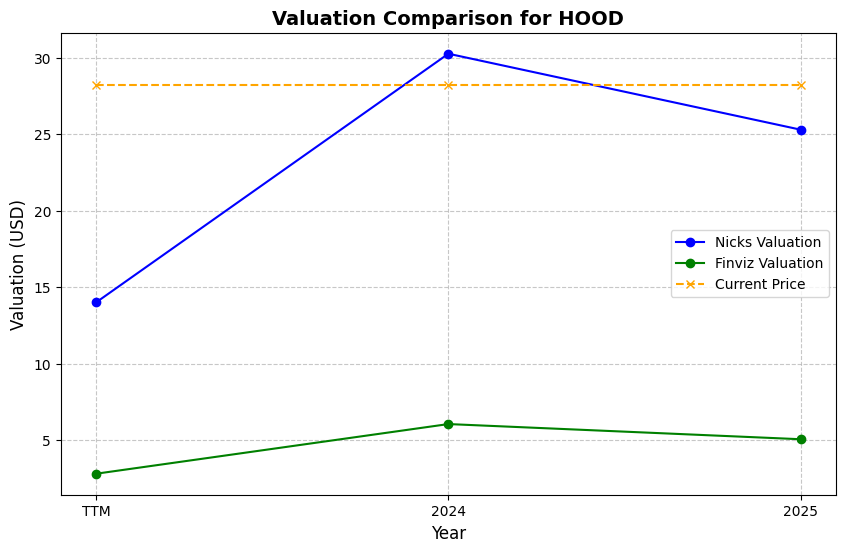 Valuation Comparison for HOOD
Valuation (USD)
30
25
20
15
10
5
Nicks Valuation
Finviz Valuation
Current Price
TTM
2024
2025
Year